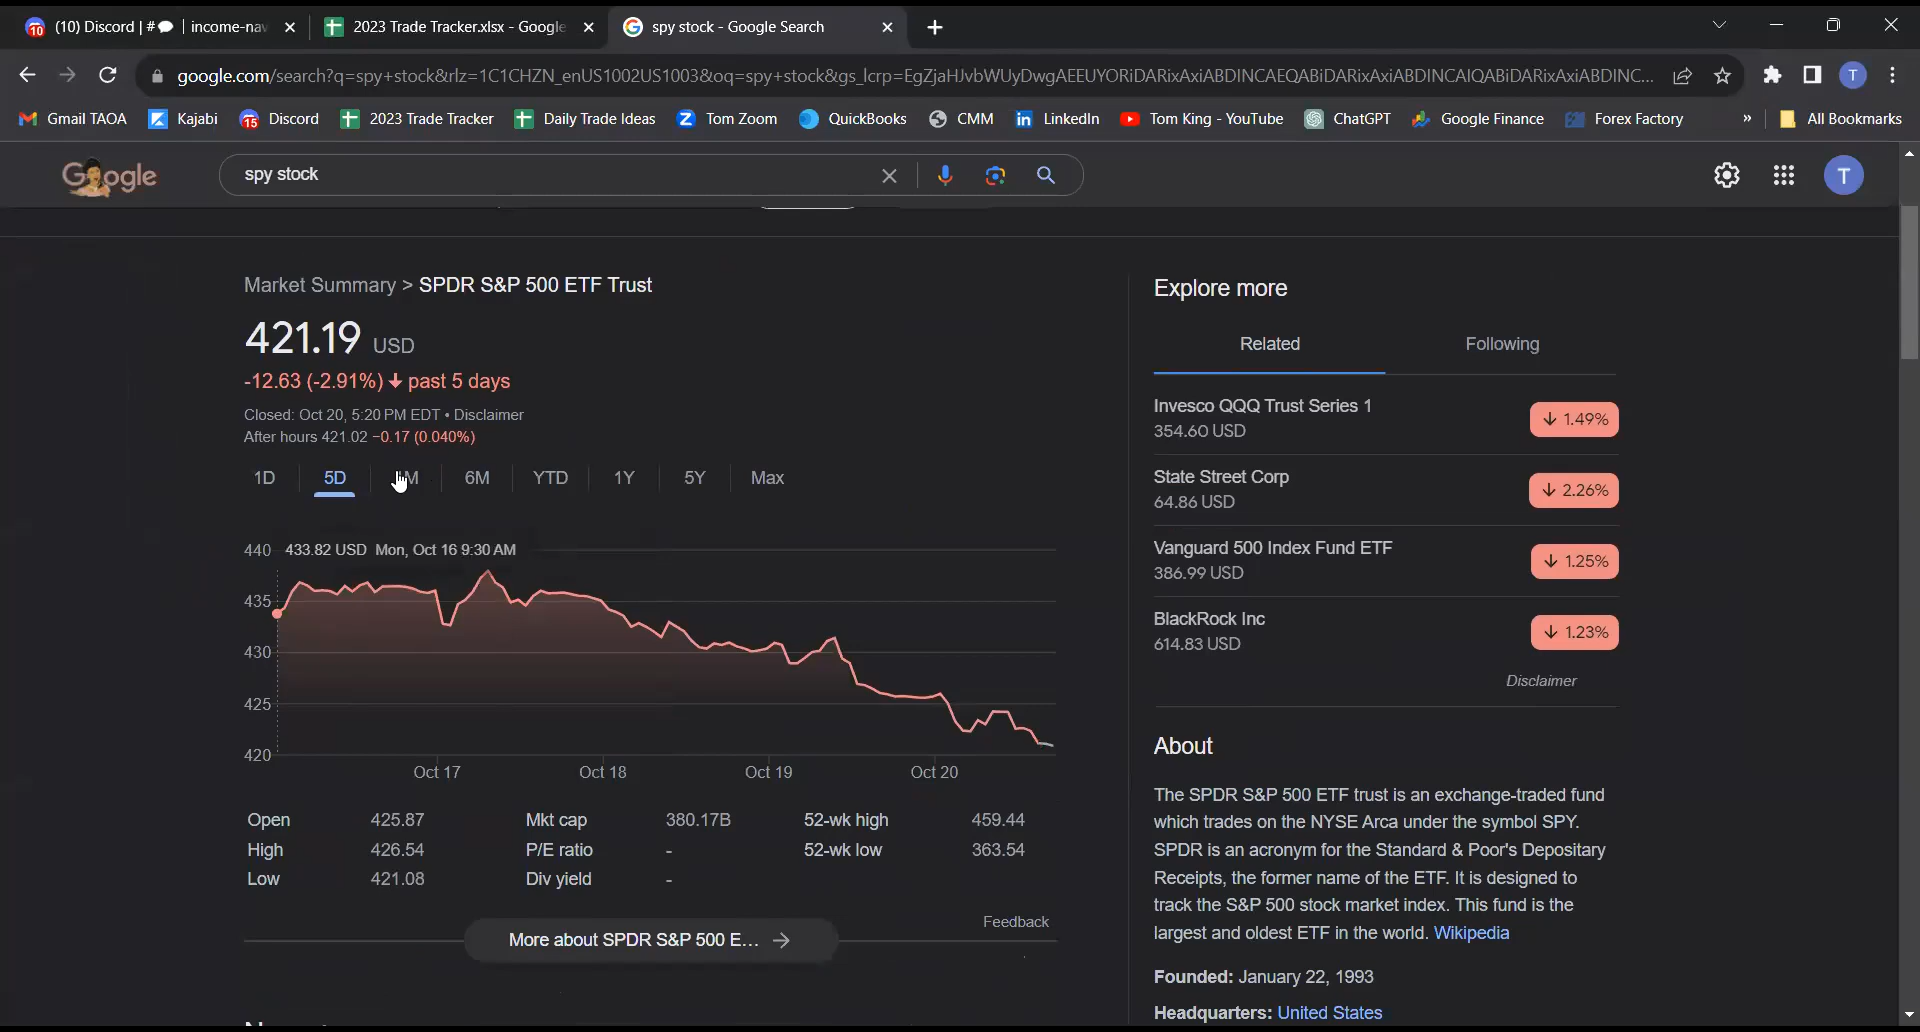 (10) Discord | # | income-nav
2023 Trade Tracker.xlsx - Google
spy stock - Google Search
google.com/search?q=spy+stock&rlz=1C1CHZN_enUS1002US1003&oq=spy+stock&gs_lcrp=EgZjaHJvbWUyDwgAEEUYORiDARixAxiABDINCAEQABiDARixAxiABDINCAIQABiDARixAxiABDINC...
T
Gmail TAOA
Kajabi
15
Discord
2023 Trade Tracker
Daily Trade Ideas
Tom Zoom
QuickBooks
CMM
LinkedIn
Tom King - YouTube
ChatGPT
Google Finance
Forex Factory
»
All Bookmarks
Google
spy stock
T
Market Summary > SPDR S&P 500 ETF Trust
421.19 USD
-12.63 (-2.91%) ↓ past 5 days
Closed: Oct 20, 5:20 PM EDT • Disclaimer
After hours 421.02 −0.17 (0.040%)
1D 5D 1M 6M YTD 1Y 5Y Max
440 433.82 USD Mon, Oct 16 9:30 AM
435
430
425
420
Oct 17 Oct 18 Oct 19 Oct 20
Open 425.87 Mkt cap 380.17B 52-wk high 459.44
High 426.54 P/E ratio - 52-wk low 363.54
Low 421.08 Div yield -
Feedback
More about SPDR S&P 500 E... →
Explore more
Related Following
Invesco QQQ Trust Series 1
354.60 USD
↓ 1.49%
State Street Corp
64.86 USD
↓ 2.26%
Vanguard 500 Index Fund ETF
386.99 USD
↓ 1.25%
BlackRock Inc
614.83 USD
↓ 1.23%
Disclaimer
About
The SPDR S&P 500 ETF trust is an exchange-traded fund
which trades on the NYSE Arca under the symbol SPY.
SPDR is an acronym for the Standard & Poor's Depositary
Receipts, the former name of the ETF. It is designed to
track the S&P 500 stock market index. This fund is the
largest and oldest ETF in the world. Wikipedia
Founded: January 22, 1993
Headquarters: United States